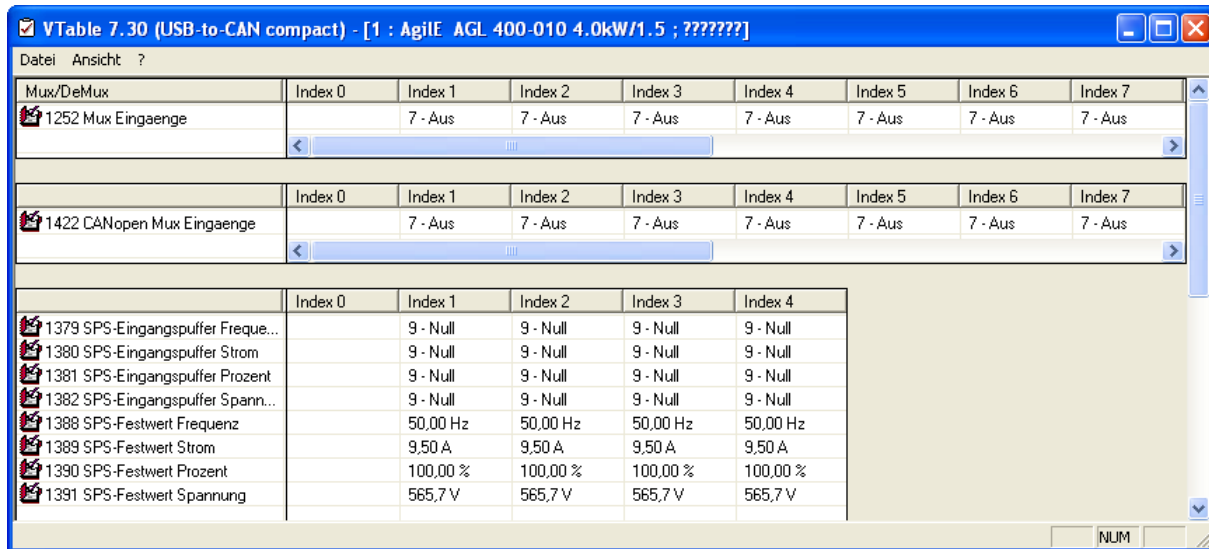 VTable 7.30 (USB-to-CAN compact) - [1 : AgilE AGL 400-010 4.0kW/1.5 ; ???????]
Datei Ansicht ?
Mux/DeMux Index 0 Index 1 Index 2 Index 3 Index 4 Index 5 Index 6 Index 7
1252 Mux Eingaenge 7 - Aus 7 - Aus 7 - Aus 7 - Aus 7 - Aus 7 - Aus 7 - Aus
Index 0 Index 1 Index 2 Index 3 Index 4 Index 5 Index 6 Index 7
1422 CANopen Mux Eingaenge 7 - Aus 7 - Aus 7 - Aus 7 - Aus 7 - Aus 7 - Aus 7 - Aus
Index 0 Index 1 Index 2 Index 3 Index 4
1379 SPS-Eingangspuffer Freque... 9 - Null 9 - Null 9 - Null 9 - Null
1380 SPS-Eingangspuffer Strom 9 - Null 9 - Null 9 - Null 9 - Null
1381 SPS-Eingangspuffer Prozent 9 - Null 9 - Null 9 - Null 9 - Null
1382 SPS-Eingangspuffer Spann... 9 - Null 9 - Null 9 - Null 9 - Null
1388 SPS-Festwert Frequenz 50,00 Hz 50,00 Hz 50,00 Hz 50,00 Hz
1389 SPS-Festwert Strom 9,50 A 9,50 A 9,50 A 9,50 A
1390 SPS-Festwert Prozent 100,00 % 100,00 % 100,00 % 100,00 %
1391 SPS-Festwert Spannung 565,7 V 565,7 V 565,7 V 565,7 V
NUM